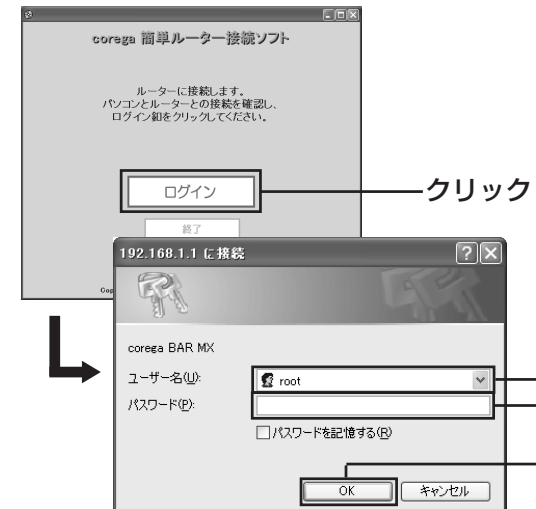 corega 簡単ルーター接続ソフト
ルーターに接続します。
パソコンとルーターとの接続を確認し、
ログイン釦をクリックしてください。
ログイン
クリック
終了
192.168.1.1 に接続
Cop
corega BAR MX
ユーザー名(U):
root
パスワード(P):
パスワードを記憶する(R)
OK
キャンセル